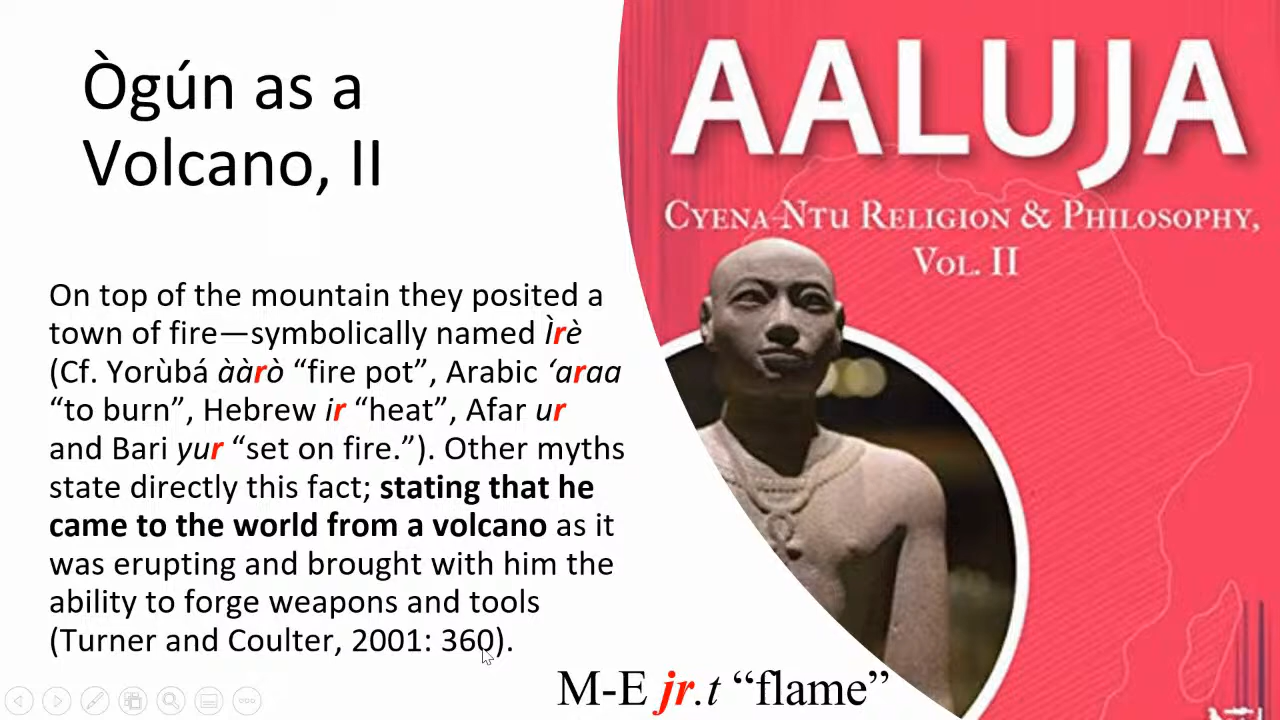 Ògún as a
Volcano, II
On top of the mountain they posited a
town of fire—symbolically named Ìrè
(Cf. Yorùbá ààrò “fire pot”, Arabic ‘araa
“to burn”, Hebrew ir “heat”, Afar ur
and Bari yur “set on fire.”). Other myths
state directly this fact; stating that he
came to the world from a volcano as it
was erupting and brought with him the
ability to forge weapons and tools
(Turner and Coulter, 2001: 360).
M-E jr.t “flame”
AALUJA
Cyena-Ntu Religion & Philosophy,
Vol. II